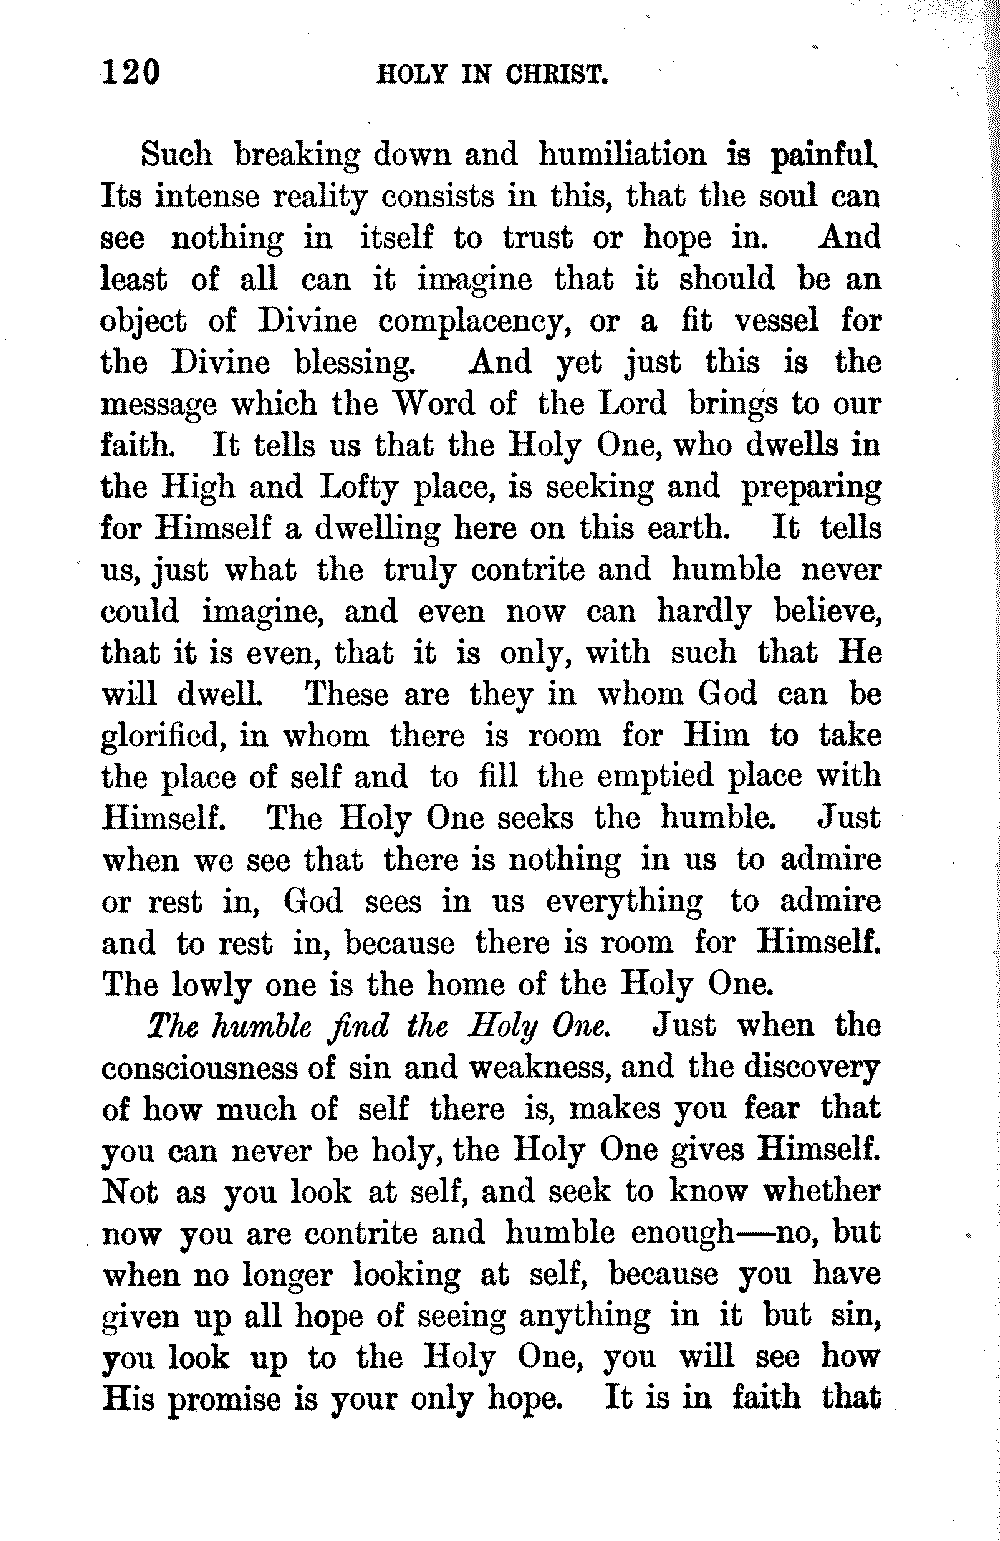 120 HOLY IN CHRIST.
Such breaking down and humiliation is painful.
Its intense reality consists in this, that the soul can
see nothing in itself to trust or hope in. And
least of all can it imagine that it should be an
object of Divine complacency, or a fit vessel for
the Divine blessing. And yet just this is the
message which the Word of the Lord brings to our
faith. It tells us that the Holy One, who dwells in
the High and Lofty place, is seeking and preparing
for Himself a dwelling here on this earth. It tells
us, just what the truly contrite and humble never
could imagine, and even now can hardly believe,
that it is even, that it is only, with such that He
will dwell. These are they in whom God can be
glorified, in whom there is room for Him to take
the place of self and to fill the emptied place with
Himself. The Holy One seeks the humble. Just
when we see that there is nothing in us to admire
or rest in, God sees in us everything to admire
and to rest in, because there is room for Himself.
The lowly one is the home of the Holy One.
The humble find the Holy One. Just when the
consciousness of sin and weakness, and the discovery
of how much of self there is, makes you fear that
you can never be holy, the Holy One gives Himself.
Not as you look at self, and seek to know whether
now you are contrite and humble enough—no, but
when no longer looking at self, because you have
given up all hope of seeing anything in it but sin,
you look up to the Holy One, you will see how
His promise is your only hope. It is in faith that